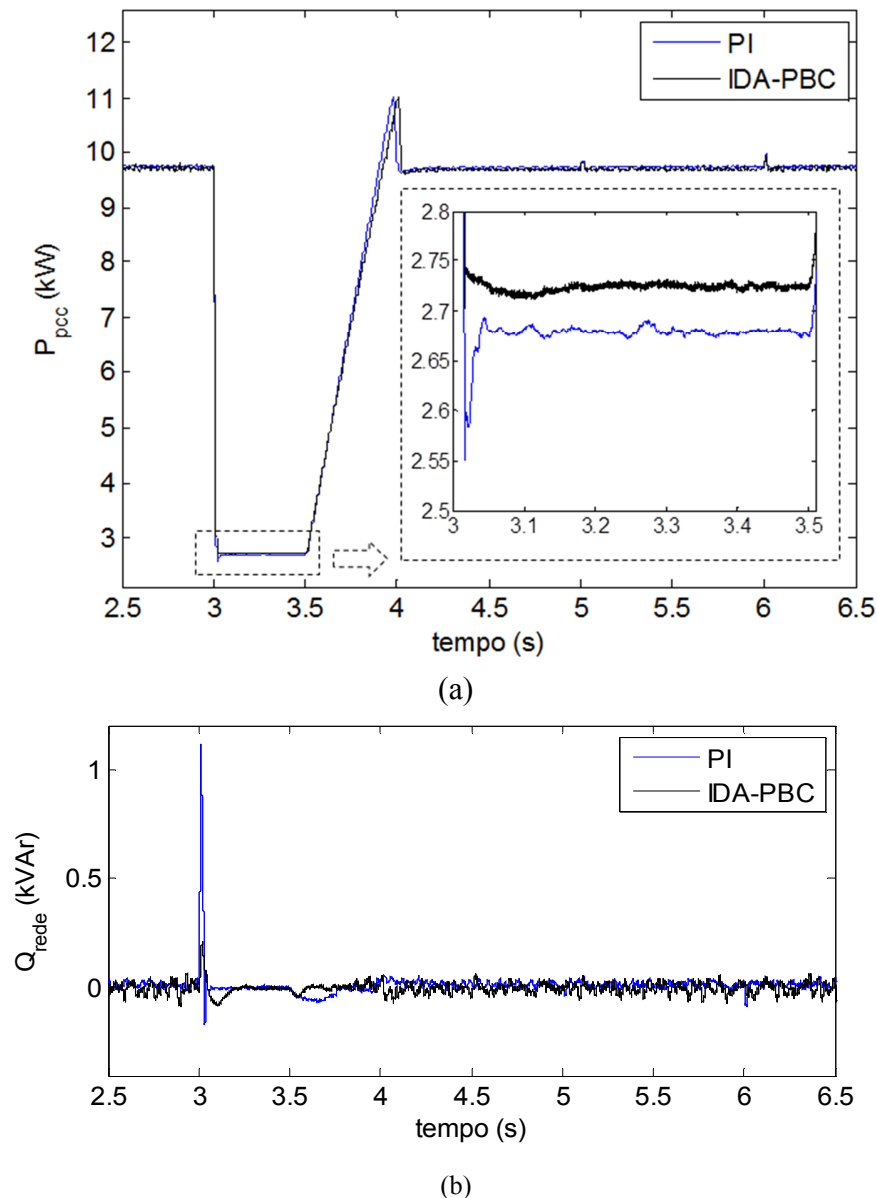 12
11
10
9
8
7
6
5
4
3
P_pcc (kW)
PI
IDA-PBC
2.8
2.75
2.7
2.65
2.6
2.55
2.5
3 3.1 3.2 3.3 3.4 3.5
2.5 3 3.5 4 4.5 5 5.5 6 6.5
tempo (s)
(a)
1
0.5
0
Q_rede (kVAr)
PI
IDA-PBC
2.5 3 3.5 4 4.5 5 5.5 6 6.5
tempo (s)
(b)